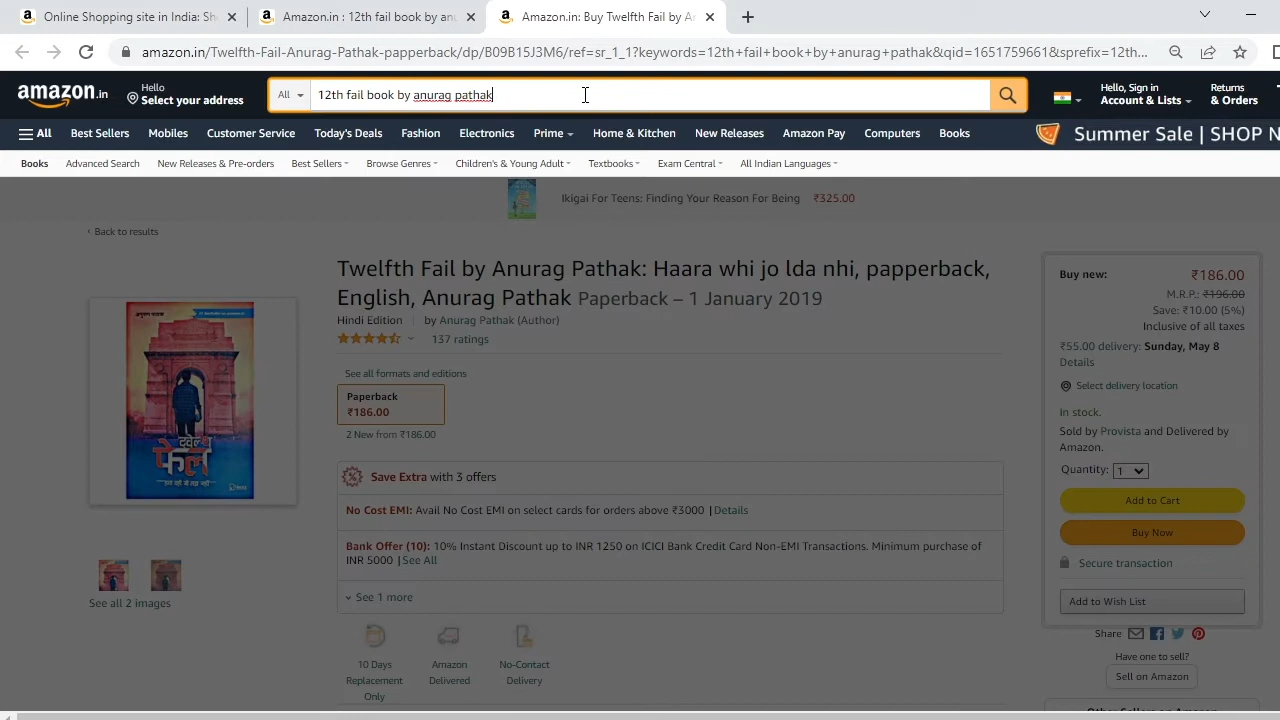 Online Shopping site in India: Sh
Amazon.in : 12th fail book by anu
Amazon.in: Buy Twelfth Fail by Ar
amazon.in/Twelfth-Fail-Anurag-Pathak-papperback/dp/B09B15J3M6/ref=sr_1_1?keywords=12th+fail+book+by+anurag+pathak&qid=1651759661&sprefix=12th...
amazon.in
Hello
Select your address
All
12th fail book by anurag pathak
Hello, Sign in
Account & Lists
Returns
& Orders
All Best Sellers Mobiles Customer Service Today's Deals Fashion Electronics Prime Home & Kitchen New Releases Amazon Pay Computers Books
Summer Sale | SHOP N
Books Advanced Search New Releases & Pre-orders Best Sellers Browse Genres Children's & Young Adult Textbooks Exam Central All Indian Languages
Ikigai For Teens: Finding Your Reason For Being ₹325.00
‹ Back to results
Twelfth Fail by Anurag Pathak: Haara whi jo lda nhi, papperback,
English, Anurag Pathak Paperback – 1 January 2019
Hindi Edition | by Anurag Pathak (Author)
137 ratings
See all formats and editions
Paperback
₹186.00
2 New from ₹186.00
Save Extra with 3 offers
No Cost EMI: Avail No Cost EMI on select cards for orders above ₹3000 |Details
Bank Offer (10): 10% Instant Discount up to INR 1250 on ICICI Bank Credit Card Non-EMI Transactions. Minimum purchase of
INR 5000 |See All
See 1 more
10 Days
Replacement
Only
Amazon
Delivered
No-Contact
Delivery
अनुराग पाठक
ट्वेल्थ
फेल
See all 2 images
Buy new: ₹186.00
M.R.P.: ₹196.00
Save: ₹10.00 (5%)
Inclusive of all taxes
₹55.00 delivery: Sunday, May 8
Details
Select delivery location
In stock.
Sold by Provista and Delivered by
Amazon.
Quantity: 1
Add to Cart
Buy Now
Secure transaction
Add to Wish List
Share
Have one to sell?
Sell on Amazon
Other Sellers on Amazon